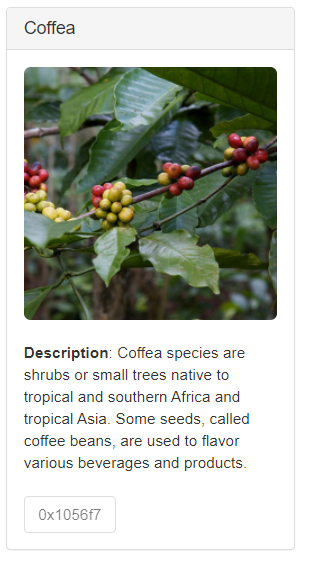 Coffea
Description: Coffea species are
shrubs or small trees native to
tropical and southern Africa and
tropical Asia. Some seeds, called
coffee beans, are used to flavor
various beverages and products.
0x1056f7